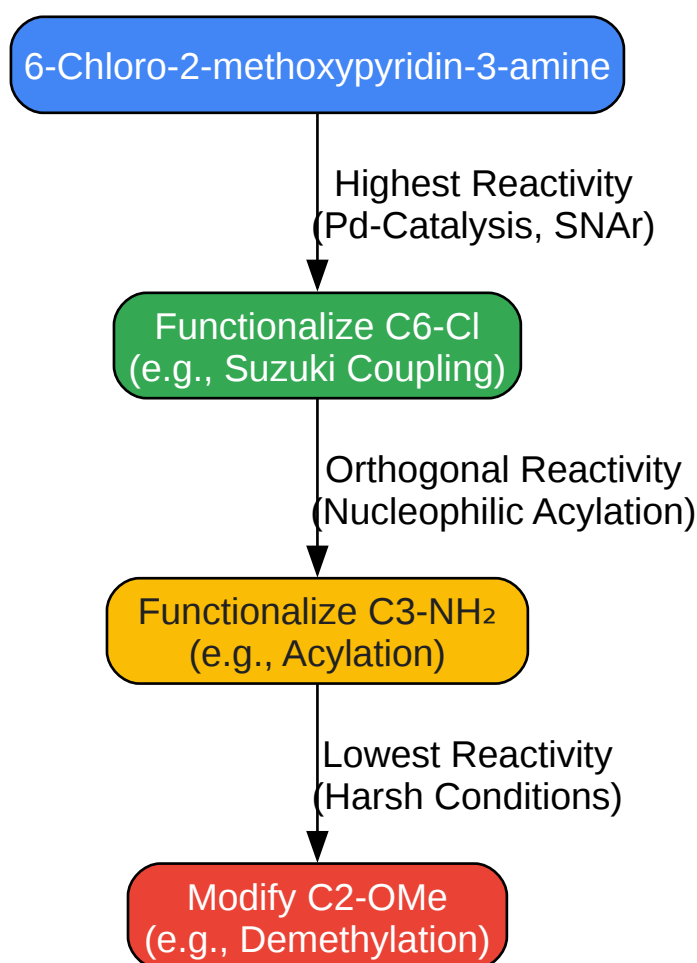 6-Chloro-2-methoxypyridin-3-amine
Highest Reactivity
(Pd-Catalysis, SNAr)
Functionalize C6-Cl
(e.g., Suzuki Coupling)
Orthogonal Reactivity
(Nucleophilic Acylation)
Functionalize C3-NH₂
(e.g., Acylation)
Lowest Reactivity
(Harsh Conditions)
Modify C2-OMe
(e.g., Demethylation)